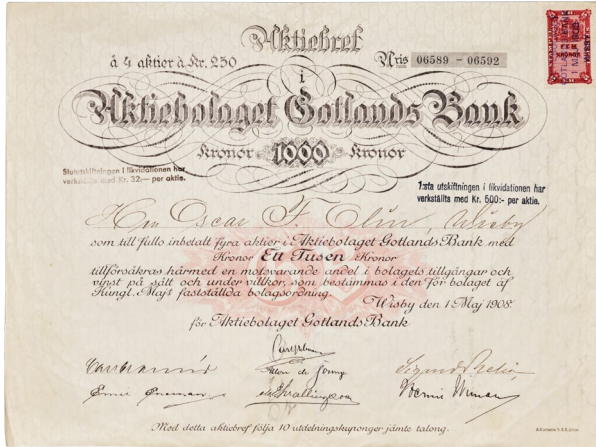 Aktiebref
å 4 aktier à Kr. 250
Nris 06589 - 06592
i
Aktiebolaget Gotlands Bank
Kronor 1000 Kronor
Slututskiftningen i likvidationen har
verkställts med Kr. 32:— per aktie.
1:sta utskiftningen i likvidationen har
verkställts med Kr. 500:- per aktie.
Oscar F. Wisby
som till fullo inbetalt fyra aktier i Aktiebolaget Gotlands Bank med
Kronor Ett Tusen Kronor
tillförsäkras härmed en motsvarande andel i bolagets tillgångar och
vinst på sätt och under villkor, som bestämmas i den för bolaget af
Kungl. Maj:t fastställda bolagsordning.
Wisby den 1 Maj 1908.
för Aktiebolaget Gotlands Bank
Med detta aktiebref följa 10 utdelningskuponger jämte talong.